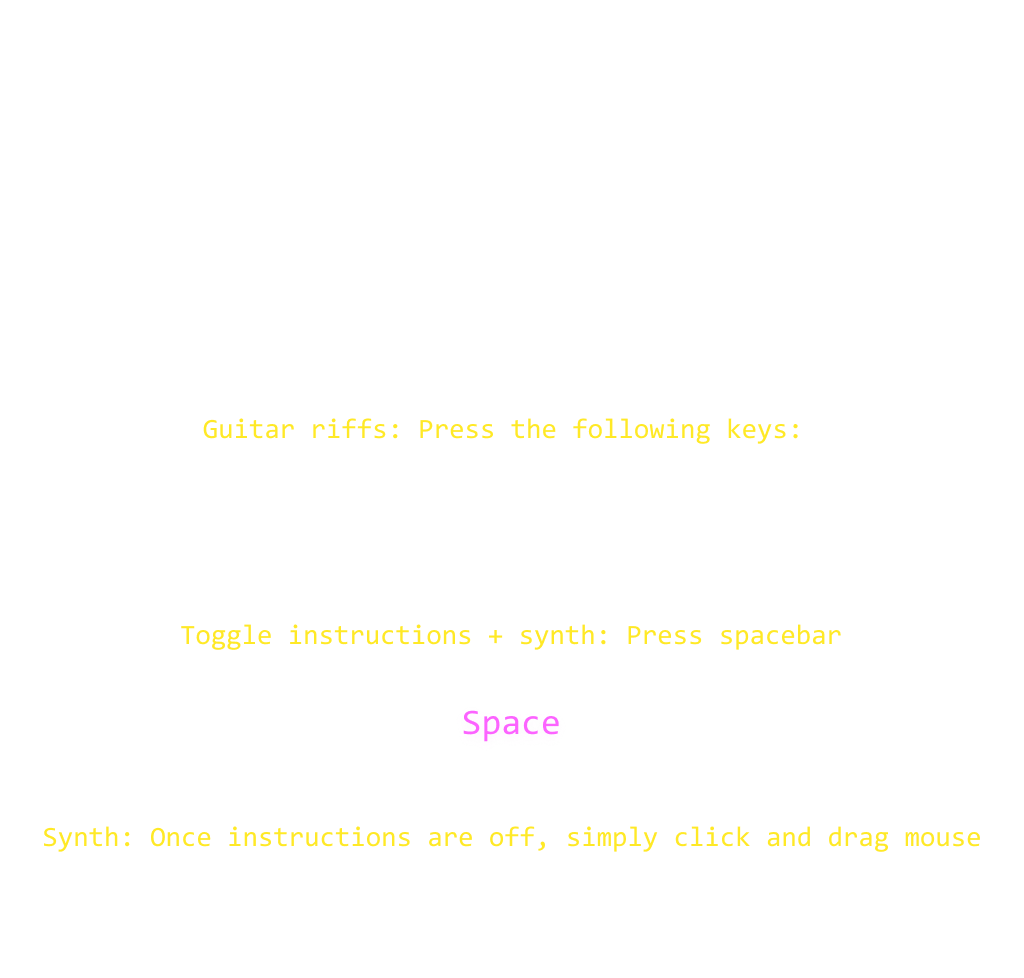 Guitar riffs: Press the following keys:
Toggle instructions + synth: Press spacebar
Space
Synth: Once instructions are off, simply click and drag mouse